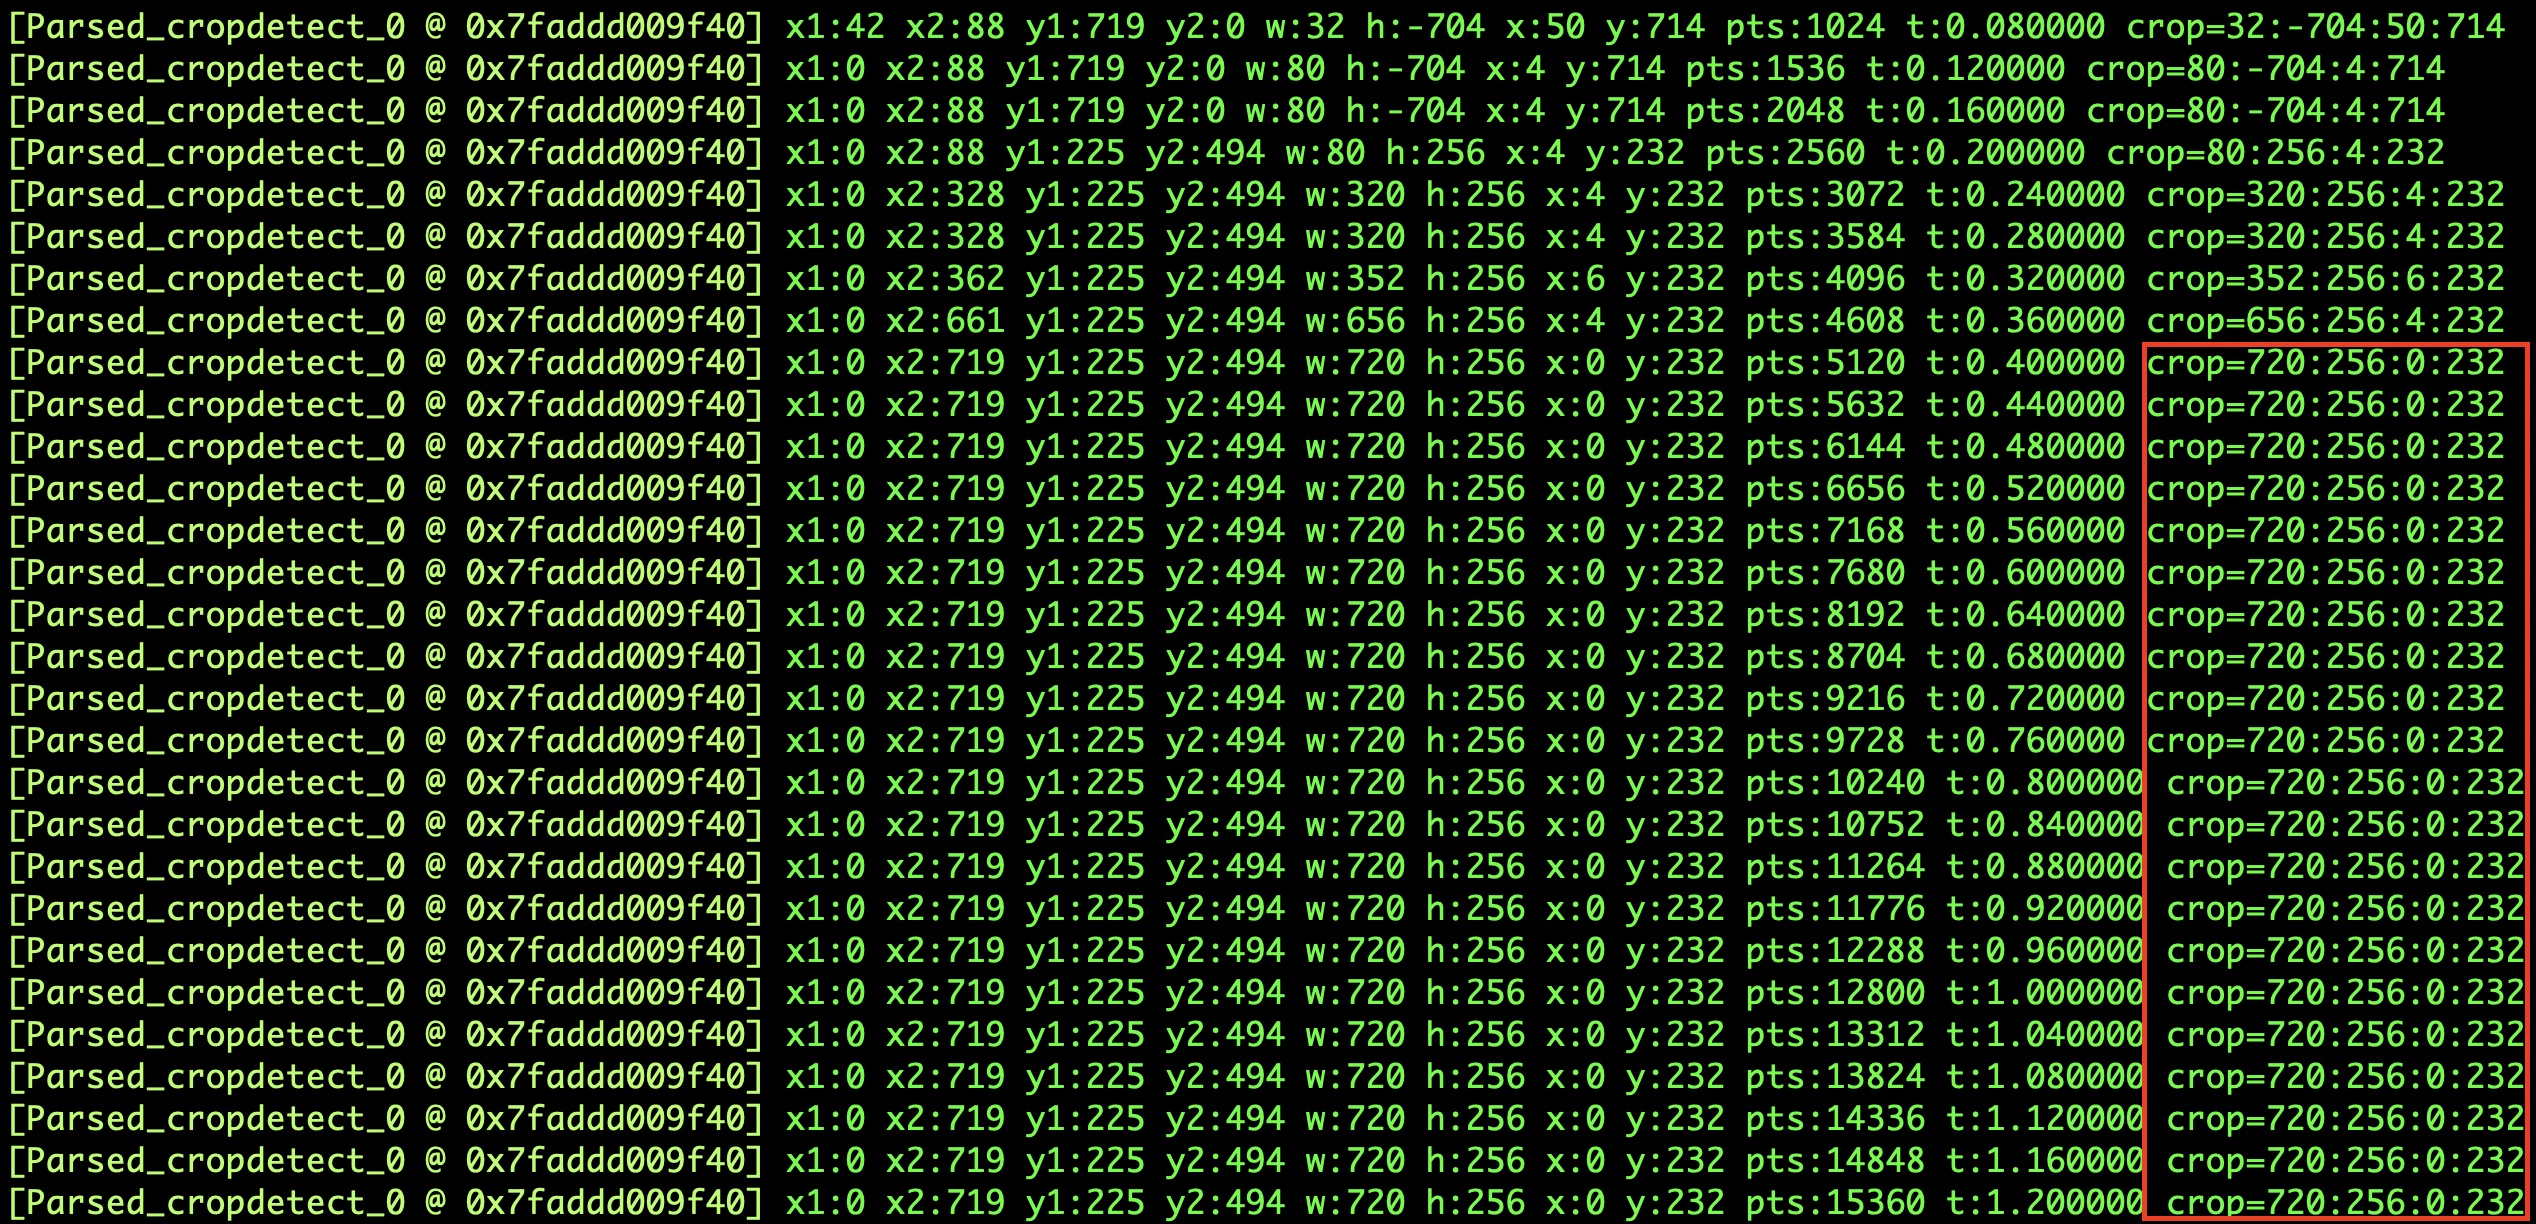 [Parsed_cropdetect_0 @ 0x7faddd009f40] x1:42 x2:88 y1:719 y2:0 w:32 h:-704 x:50 y:714 pts:1024 t:0.080000 crop=32:-704:50:714
[Parsed_cropdetect_0 @ 0x7faddd009f40] x1:0 x2:88 y1:719 y2:0 w:80 h:-704 x:4 y:714 pts:1536 t:0.120000 crop=80:-704:4:714
[Parsed_cropdetect_0 @ 0x7faddd009f40] x1:0 x2:88 y1:719 y2:0 w:80 h:-704 x:4 y:714 pts:2048 t:0.160000 crop=80:-704:4:714
[Parsed_cropdetect_0 @ 0x7faddd009f40] x1:0 x2:88 y1:225 y2:494 w:80 h:256 x:4 y:232 pts:2560 t:0.200000 crop=80:256:4:232
[Parsed_cropdetect_0 @ 0x7faddd009f40] x1:0 x2:328 y1:225 y2:494 w:320 h:256 x:4 y:232 pts:3072 t:0.240000 crop=320:256:4:232
[Parsed_cropdetect_0 @ 0x7faddd009f40] x1:0 x2:328 y1:225 y2:494 w:320 h:256 x:4 y:232 pts:3584 t:0.280000 crop=320:256:4:232
[Parsed_cropdetect_0 @ 0x7faddd009f40] x1:0 x2:362 y1:225 y2:494 w:352 h:256 x:6 y:232 pts:4096 t:0.320000 crop=352:256:6:232
[Parsed_cropdetect_0 @ 0x7faddd009f40] x1:0 x2:661 y1:225 y2:494 w:656 h:256 x:4 y:232 pts:4608 t:0.360000 crop=656:256:4:232
[Parsed_cropdetect_0 @ 0x7faddd009f40] x1:0 x2:719 y1:225 y2:494 w:720 h:256 x:0 y:232 pts:5120 t:0.400000 crop=720:256:0:232
[Parsed_cropdetect_0 @ 0x7faddd009f40] x1:0 x2:719 y1:225 y2:494 w:720 h:256 x:0 y:232 pts:5632 t:0.440000 crop=720:256:0:232
[Parsed_cropdetect_0 @ 0x7faddd009f40] x1:0 x2:719 y1:225 y2:494 w:720 h:256 x:0 y:232 pts:6144 t:0.480000 crop=720:256:0:232
[Parsed_cropdetect_0 @ 0x7faddd009f40] x1:0 x2:719 y1:225 y2:494 w:720 h:256 x:0 y:232 pts:6656 t:0.520000 crop=720:256:0:232
[Parsed_cropdetect_0 @ 0x7faddd009f40] x1:0 x2:719 y1:225 y2:494 w:720 h:256 x:0 y:232 pts:7168 t:0.560000 crop=720:256:0:232
[Parsed_cropdetect_0 @ 0x7faddd009f40] x1:0 x2:719 y1:225 y2:494 w:720 h:256 x:0 y:232 pts:7680 t:0.600000 crop=720:256:0:232
[Parsed_cropdetect_0 @ 0x7faddd009f40] x1:0 x2:719 y1:225 y2:494 w:720 h:256 x:0 y:232 pts:8192 t:0.640000 crop=720:256:0:232
[Parsed_cropdetect_0 @ 0x7faddd009f40] x1:0 x2:719 y1:225 y2:494 w:720 h:256 x:0 y:232 pts:8704 t:0.680000 crop=720:256:0:232
[Parsed_cropdetect_0 @ 0x7faddd009f40] x1:0 x2:719 y1:225 y2:494 w:720 h:256 x:0 y:232 pts:9216 t:0.720000 crop=720:256:0:232
[Parsed_cropdetect_0 @ 0x7faddd009f40] x1:0 x2:719 y1:225 y2:494 w:720 h:256 x:0 y:232 pts:9728 t:0.760000 crop=720:256:0:232
[Parsed_cropdetect_0 @ 0x7faddd009f40] x1:0 x2:719 y1:225 y2:494 w:720 h:256 x:0 y:232 pts:10240 t:0.800000 crop=720:256:0:232
[Parsed_cropdetect_0 @ 0x7faddd009f40] x1:0 x2:719 y1:225 y2:494 w:720 h:256 x:0 y:232 pts:10752 t:0.840000 crop=720:256:0:232
[Parsed_cropdetect_0 @ 0x7faddd009f40] x1:0 x2:719 y1:225 y2:494 w:720 h:256 x:0 y:232 pts:11264 t:0.880000 crop=720:256:0:232
[Parsed_cropdetect_0 @ 0x7faddd009f40] x1:0 x2:719 y1:225 y2:494 w:720 h:256 x:0 y:232 pts:11776 t:0.920000 crop=720:256:0:232
[Parsed_cropdetect_0 @ 0x7faddd009f40] x1:0 x2:719 y1:225 y2:494 w:720 h:256 x:0 y:232 pts:12288 t:0.960000 crop=720:256:0:232
[Parsed_cropdetect_0 @ 0x7faddd009f40] x1:0 x2:719 y1:225 y2:494 w:720 h:256 x:0 y:232 pts:12800 t:1.000000 crop=720:256:0:232
[Parsed_cropdetect_0 @ 0x7faddd009f40] x1:0 x2:719 y1:225 y2:494 w:720 h:256 x:0 y:232 pts:13312 t:1.040000 crop=720:256:0:232
[Parsed_cropdetect_0 @ 0x7faddd009f40] x1:0 x2:719 y1:225 y2:494 w:720 h:256 x:0 y:232 pts:13824 t:1.080000 crop=720:256:0:232
[Parsed_cropdetect_0 @ 0x7faddd009f40] x1:0 x2:719 y1:225 y2:494 w:720 h:256 x:0 y:232 pts:14336 t:1.120000 crop=720:256:0:232
[Parsed_cropdetect_0 @ 0x7faddd009f40] x1:0 x2:719 y1:225 y2:494 w:720 h:256 x:0 y:232 pts:14848 t:1.160000 crop=720:256:0:232
[Parsed_cropdetect_0 @ 0x7faddd009f40] x1:0 x2:719 y1:225 y2:494 w:720 h:256 x:0 y:232 pts:15360 t:1.200000 crop=720:256:0:232